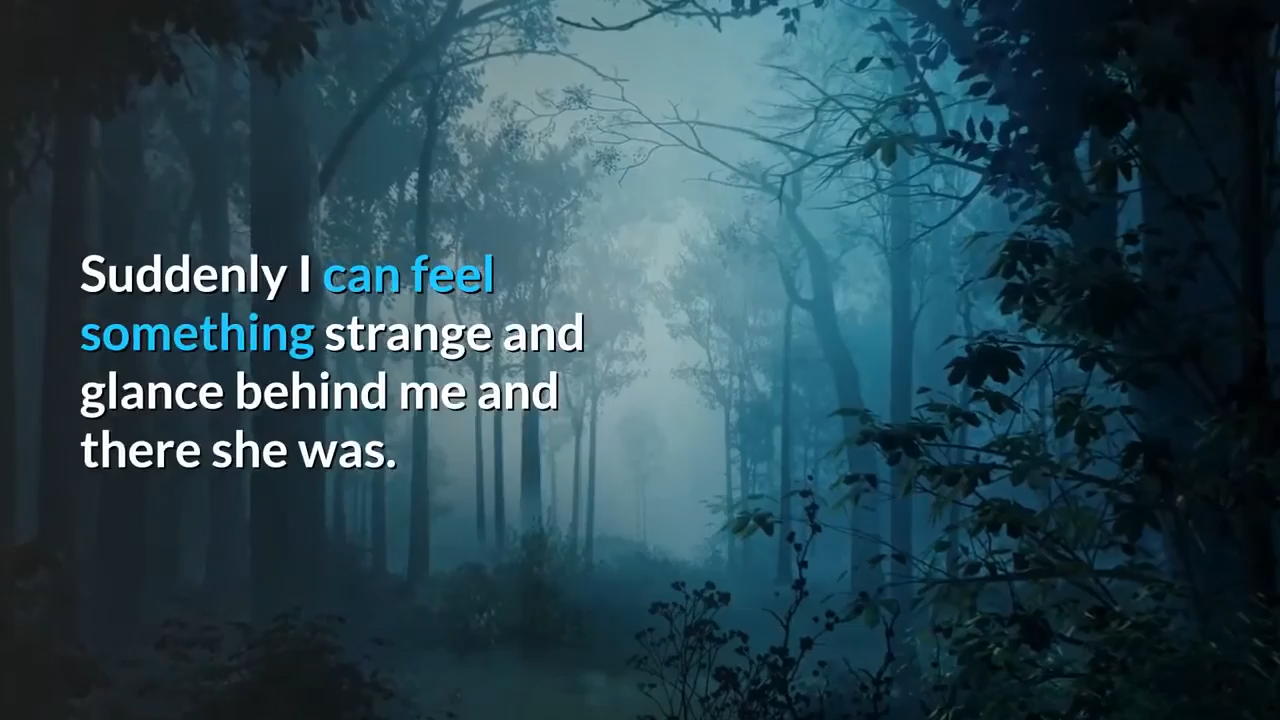 Suddenly I can feel
something strange and
glance behind me and
there she was.